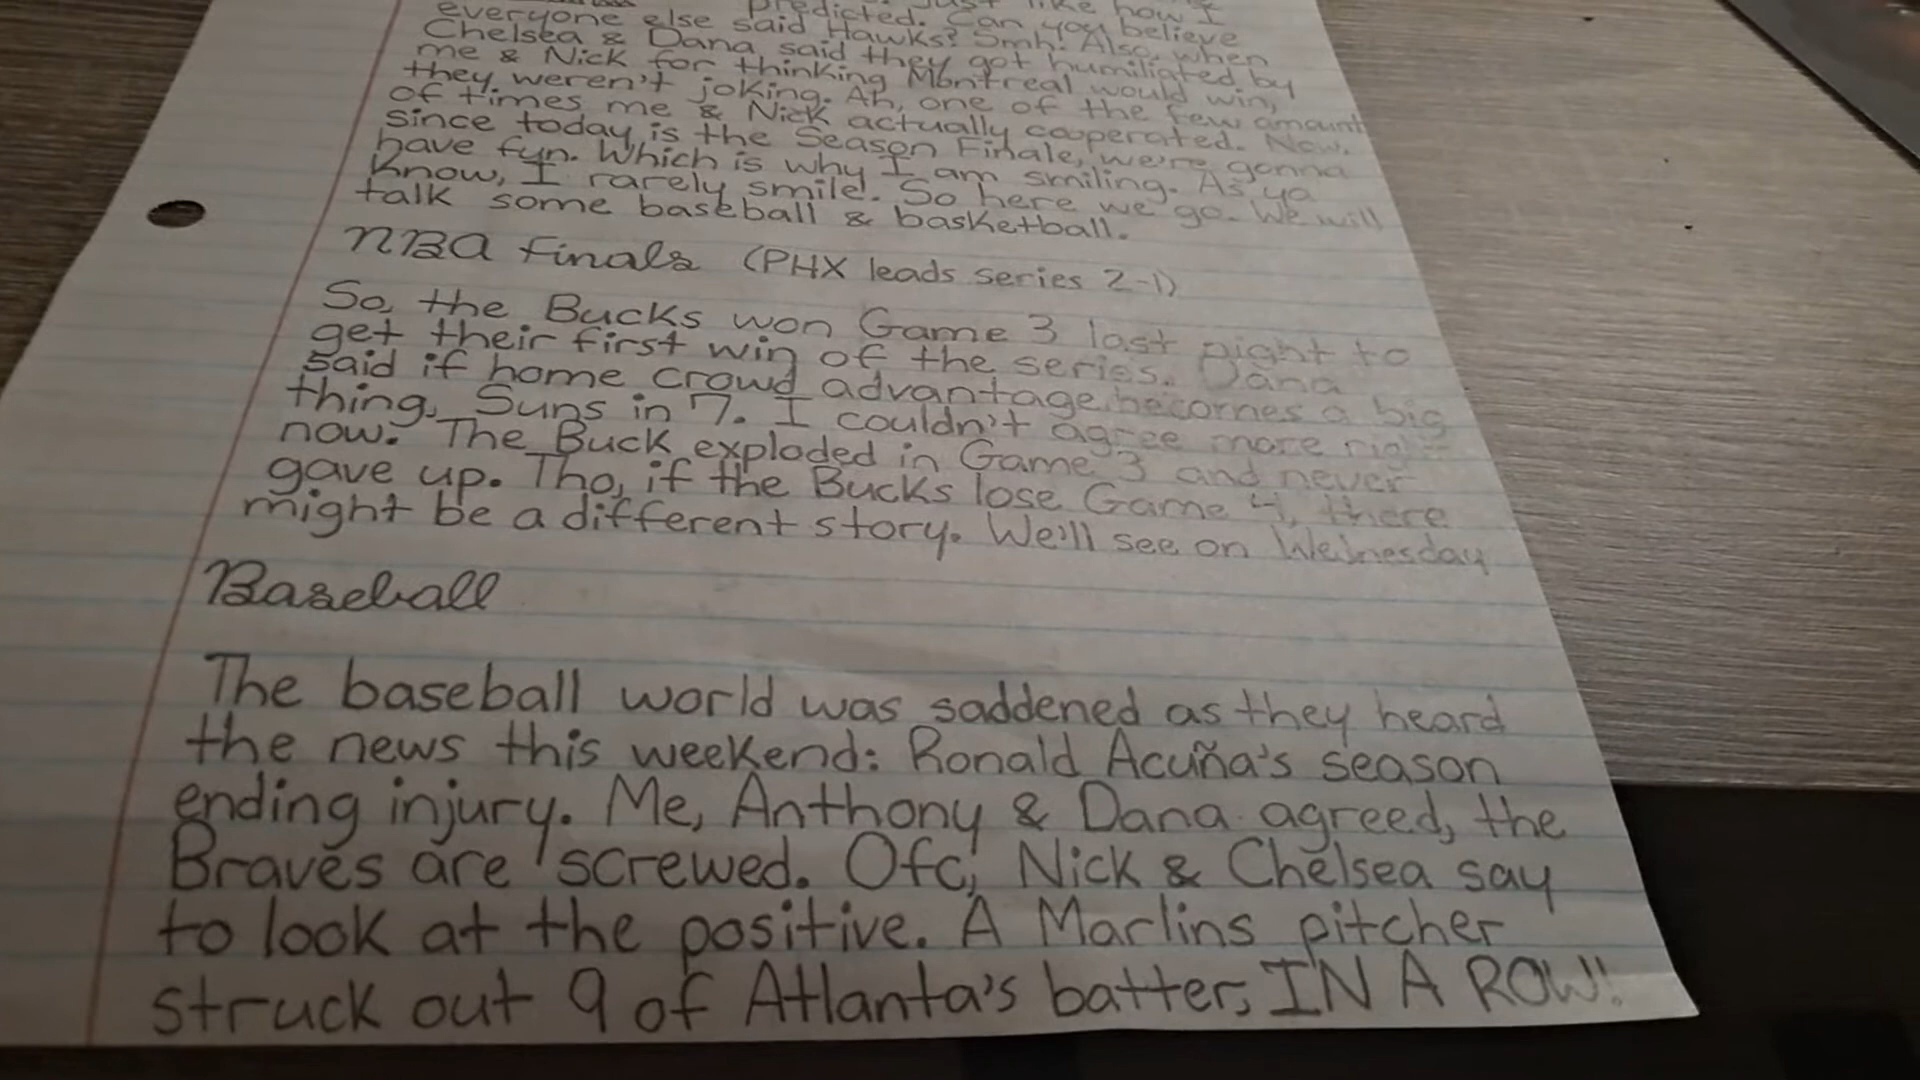 predicted. Just like how I
everyone else said Hawks? Smh! Also, when
Chelsea & Dana said they got humiliated by
me & Nick for thinking Montreal would win,
they weren't joking. Ah, one of the few amount
of times me & Nick actually cooperated. Now,
since today is the Season Finale, we're gonna
have fun. Which is why I am smiling. As ya
know, I rarely smile! So here we go. We will
talk some baseball & basketball.
NBA Finals (PHX leads series 2-1)
So, the Bucks won Game 3 last night to
get their first win of the series. Dana
said if home crowd advantage becomes a big
thing, Suns in 7. I couldn't agree more right
now. The Buck exploded in Game 3 and never
gave up. Tho, if the Bucks lose Game 4, there
might be a different story. We'll see on Wednesday
Baseball
The baseball world was saddened as they heard
the news this weekend: Ronald Acuña's season
ending injury. Me, Anthony & Dana agreed, the
Braves are screwed. Ofc, Nick & Chelsea say
to look at the positive. A Marlins pitcher
struck out 9 of Atlanta's batter, IN A ROW!!